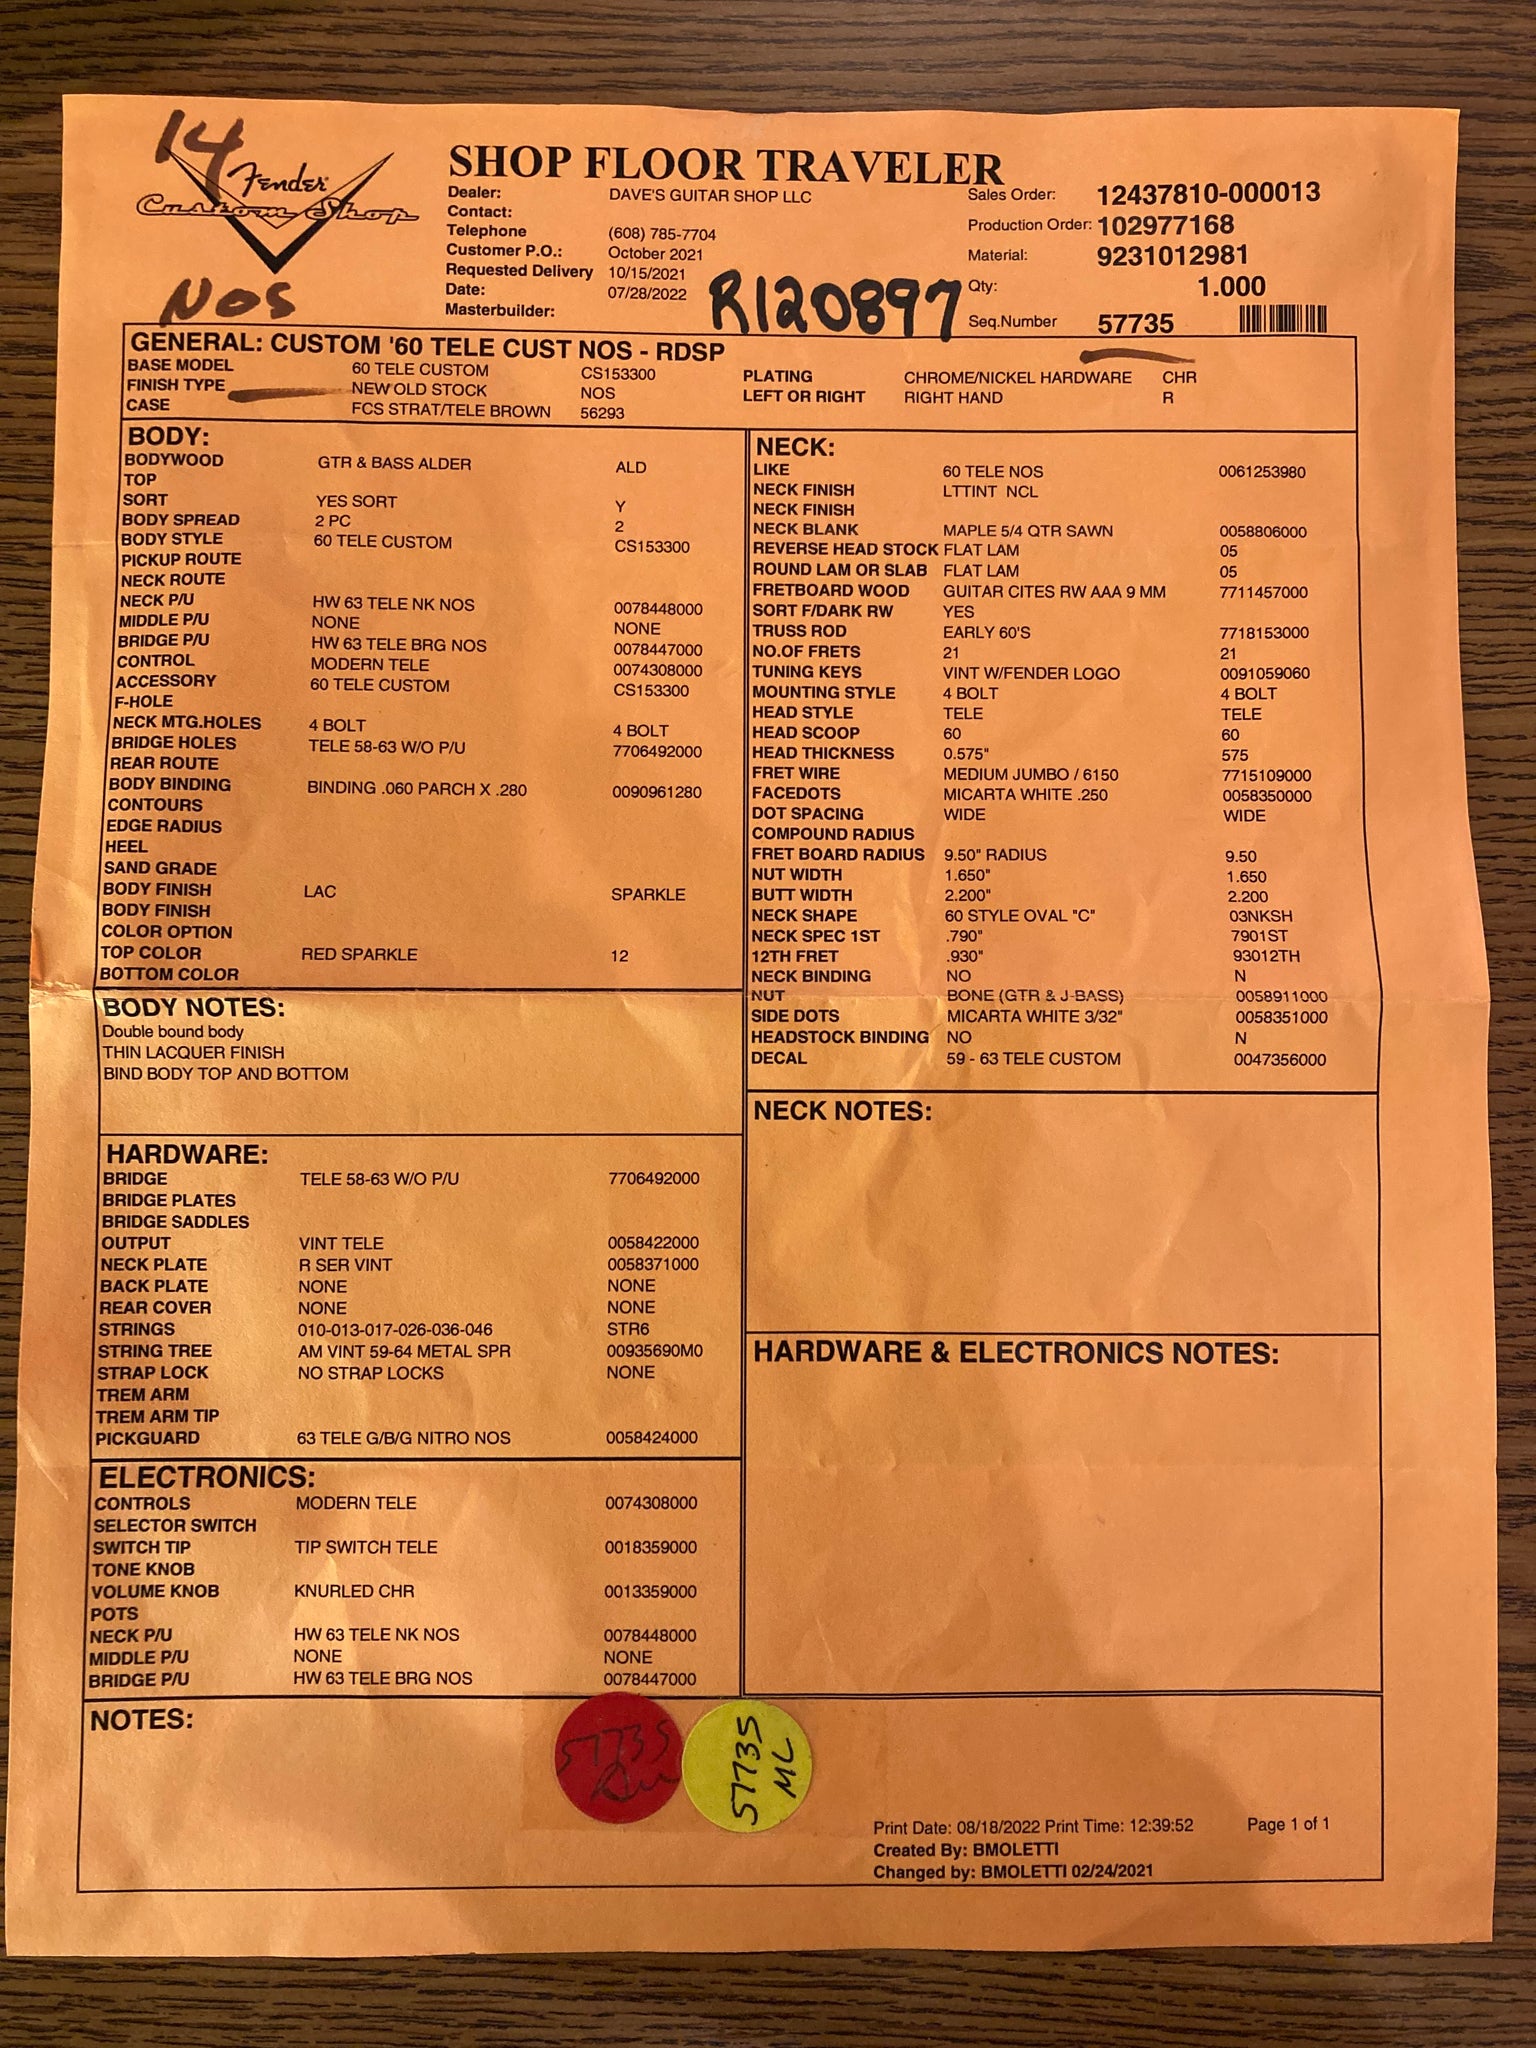 14
Fender
Custom Shop
NOS
SHOP FLOOR TRAVELER
Dealer: DAVE'S GUITAR SHOP LLC
Contact:
Telephone (608) 785-7704
Customer P.O.: October 2021
Requested Delivery 10/15/2021
Date: 07/28/2022
Masterbuilder:
R120897
Sales Order: 12437810-000013
Production Order: 102977168
Material: 9231012981
Qty: 1.000
Seq.Number 57735
GENERAL: CUSTOM '60 TELE CUST NOS - RDSP
BASE MODEL 60 TELE CUSTOM CS153300
FINISH TYPE NEW OLD STOCK NOS
CASE FCS STRAT/TELE BROWN 56293
PLATING CHROME/NICKEL HARDWARE CHR
LEFT OR RIGHT RIGHT HAND R
BODY:
BODYWOOD GTR & BASS ALDER ALD
TOP
SORT YES SORT Y
BODY SPREAD 2 PC 2
BODY STYLE 60 TELE CUSTOM CS153300
PICKUP ROUTE
NECK ROUTE
NECK P/U HW 63 TELE NK NOS 0078448000
MIDDLE P/U NONE NONE
BRIDGE P/U HW 63 TELE BRG NOS 0078447000
CONTROL MODERN TELE 0074308000
ACCESSORY 60 TELE CUSTOM CS153300
F-HOLE
NECK MTG.HOLES 4 BOLT 4 BOLT
BRIDGE HOLES TELE 58-63 W/O P/U 7706492000
REAR ROUTE
BODY BINDING BINDING .060 PARCH X .280 0090961280
CONTOURS
EDGE RADIUS
HEEL
SAND GRADE
BODY FINISH LAC SPARKLE
BODY FINISH
COLOR OPTION
TOP COLOR RED SPARKLE 12
BOTTOM COLOR
BODY NOTES:
Double bound body
THIN LACQUER FINISH
BIND BODY TOP AND BOTTOM
HARDWARE:
BRIDGE TELE 58-63 W/O P/U 7706492000
BRIDGE PLATES
BRIDGE SADDLES
OUTPUT VINT TELE 0058422000
NECK PLATE R SER VINT 0058371000
BACK PLATE NONE NONE
REAR COVER NONE NONE
STRINGS 010-013-017-026-036-046 STR6
STRING TREE AM VINT 59-64 METAL SPR 00935690M0
STRAP LOCK NO STRAP LOCKS NONE
TREM ARM
TREM ARM TIP
PICKGUARD 63 TELE G/B/G NITRO NOS 0058424000
ELECTRONICS:
CONTROLS MODERN TELE 0074308000
SELECTOR SWITCH
SWITCH TIP TIP SWITCH TELE 0018359000
TONE KNOB
VOLUME KNOB KNURLED CHR 0013359000
POTS
NECK P/U HW 63 TELE NK NOS 0078448000
MIDDLE P/U NONE NONE
BRIDGE P/U HW 63 TELE BRG NOS 0078447000
NECK:
LIKE 60 TELE NOS 0061253980
NECK FINISH LTTINT NCL
NECK FINISH
NECK BLANK MAPLE 5/4 QTR SAWN 0058806000
REVERSE HEAD STOCK FLAT LAM 05
ROUND LAM OR SLAB FLAT LAM 05
FRETBOARD WOOD GUITAR CITES RW AAA 9 MM 7711457000
SORT F/DARK RW YES
TRUSS ROD EARLY 60'S 7718153000
NO.OF FRETS 21 21
TUNING KEYS VINT W/FENDER LOGO 0091059060
MOUNTING STYLE 4 BOLT 4 BOLT
HEAD STYLE TELE TELE
HEAD SCOOP 60 60
HEAD THICKNESS 0.575" 575
FRET WIRE MEDIUM JUMBO / 6150 7715109000
FACEDOTS MICARTA WHITE .250 0058350000
DOT SPACING WIDE WIDE
COMPOUND RADIUS
FRET BOARD RADIUS 9.50" RADIUS 9.50
NUT WIDTH 1.650" 1.650
BUTT WIDTH 2.200" 2.200
NECK SHAPE 60 STYLE OVAL "C" 03NKSH
NECK SPEC 1ST .790" 7901ST
12TH FRET .930" 93012TH
NECK BINDING NO N
NUT BONE (GTR & J-BASS) 0058911000
SIDE DOTS MICARTA WHITE 3/32" 0058351000
HEADSTOCK BINDING NO N
DECAL 59 - 63 TELE CUSTOM 0047356000
NECK NOTES:
HARDWARE & ELECTRONICS NOTES:
NOTES:
57735
57735
ML
Print Date: 08/18/2022 Print Time: 12:39:52 Page 1 of 1
Created By: BMOLETTI
Changed by: BMOLETTI 02/24/2021